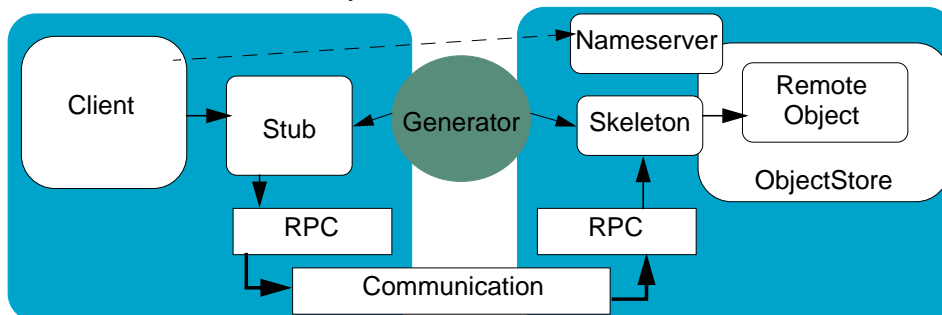 Nameserver
Client
Stub
Generator
Skeleton
Remote
Object
ObjectStore
RPC
RPC
Communication